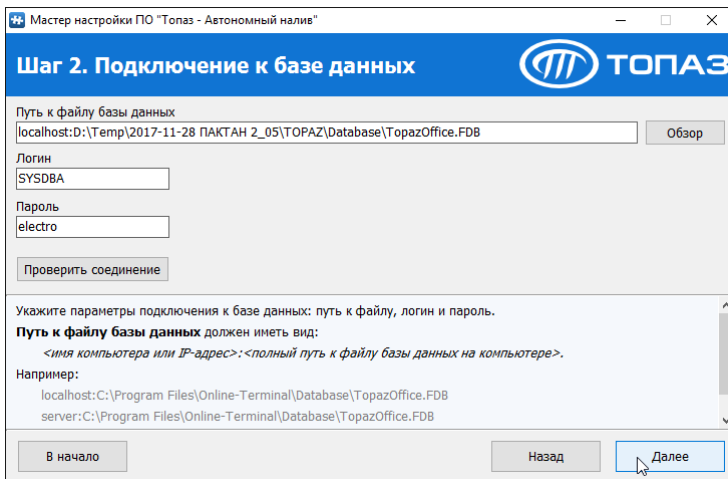 Мастер настройки ПО "Топаз - Автономный налив"
Шаг 2. Подключение к базе данных
ТОПАЗ
Путь к файлу базы данных
localhost:D:\Temp\2017-11-28 ПАКТАН 2_05\TOPAZ\Database\TopazOffice.FDB
Обзор
Логин
SYSDBA
Пароль
electro
Проверить соединение
Укажите параметры подключения к базе данных: путь к файлу, логин и пароль.
Путь к файлу базы данных должен иметь вид:
<имя компьютера или IP-адрес>:<полный путь к файлу базы данных на компьютере>.
Например:
localhost:C:\Program Files\Online-Terminal\Database\TopazOffice.FDB
server:C:\Program Files\Online-Terminal\Database\TopazOffice.FDB
В начало
Назад
Далее